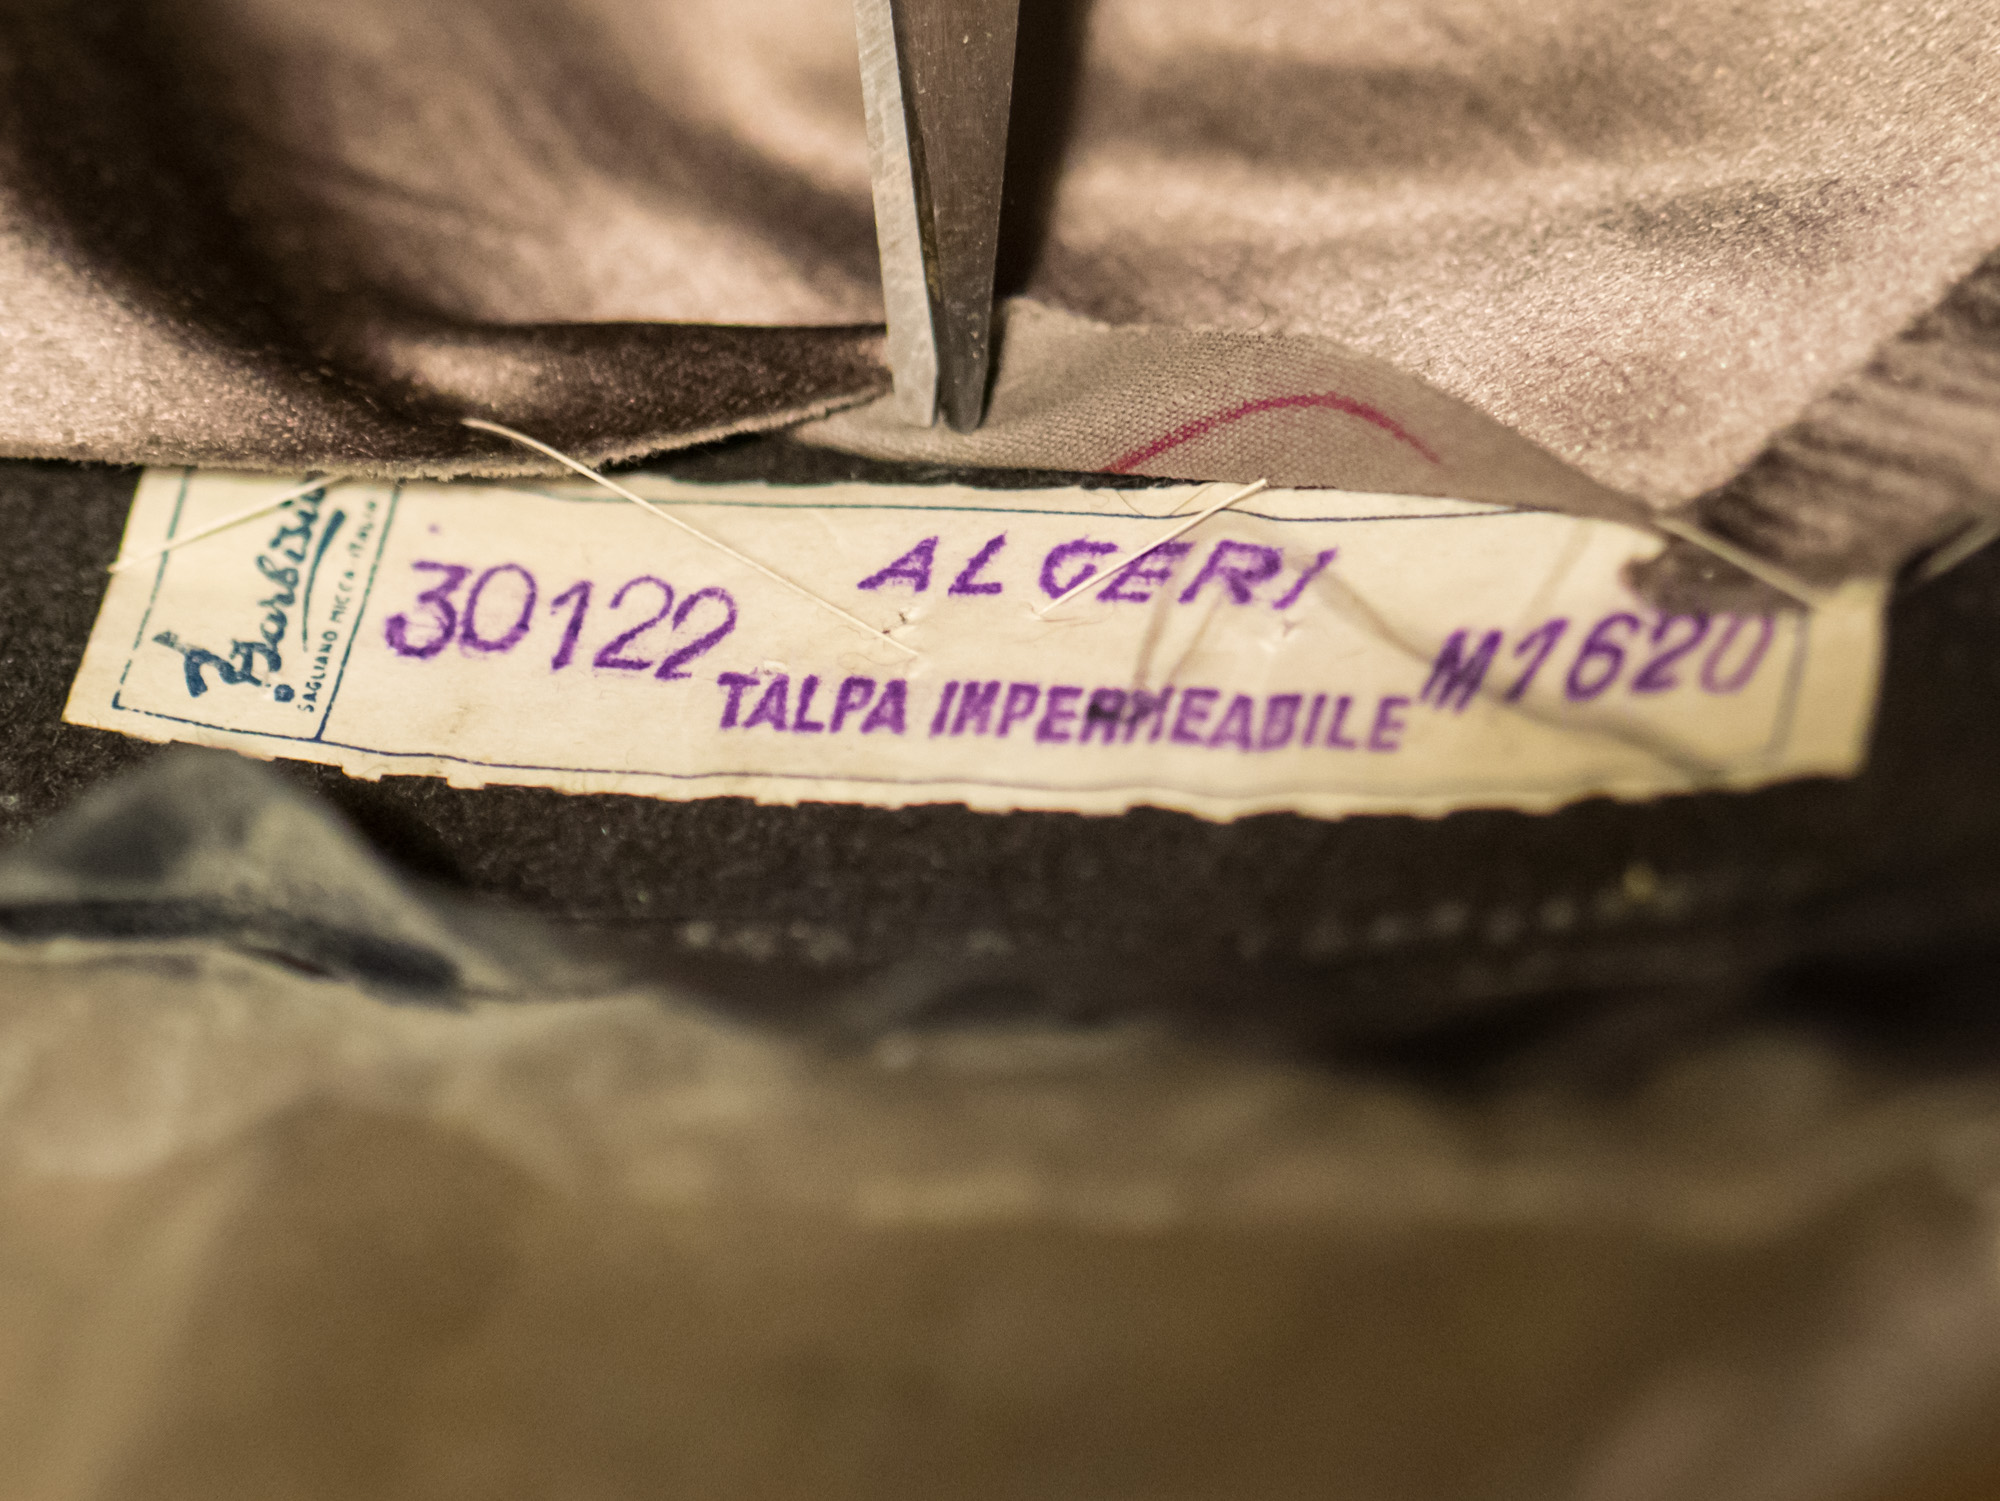 F. Barbisio
SAGLIANO MICCA-ITALIA
ALGERI
30122
M1620
TALPA IMPERMEABILE